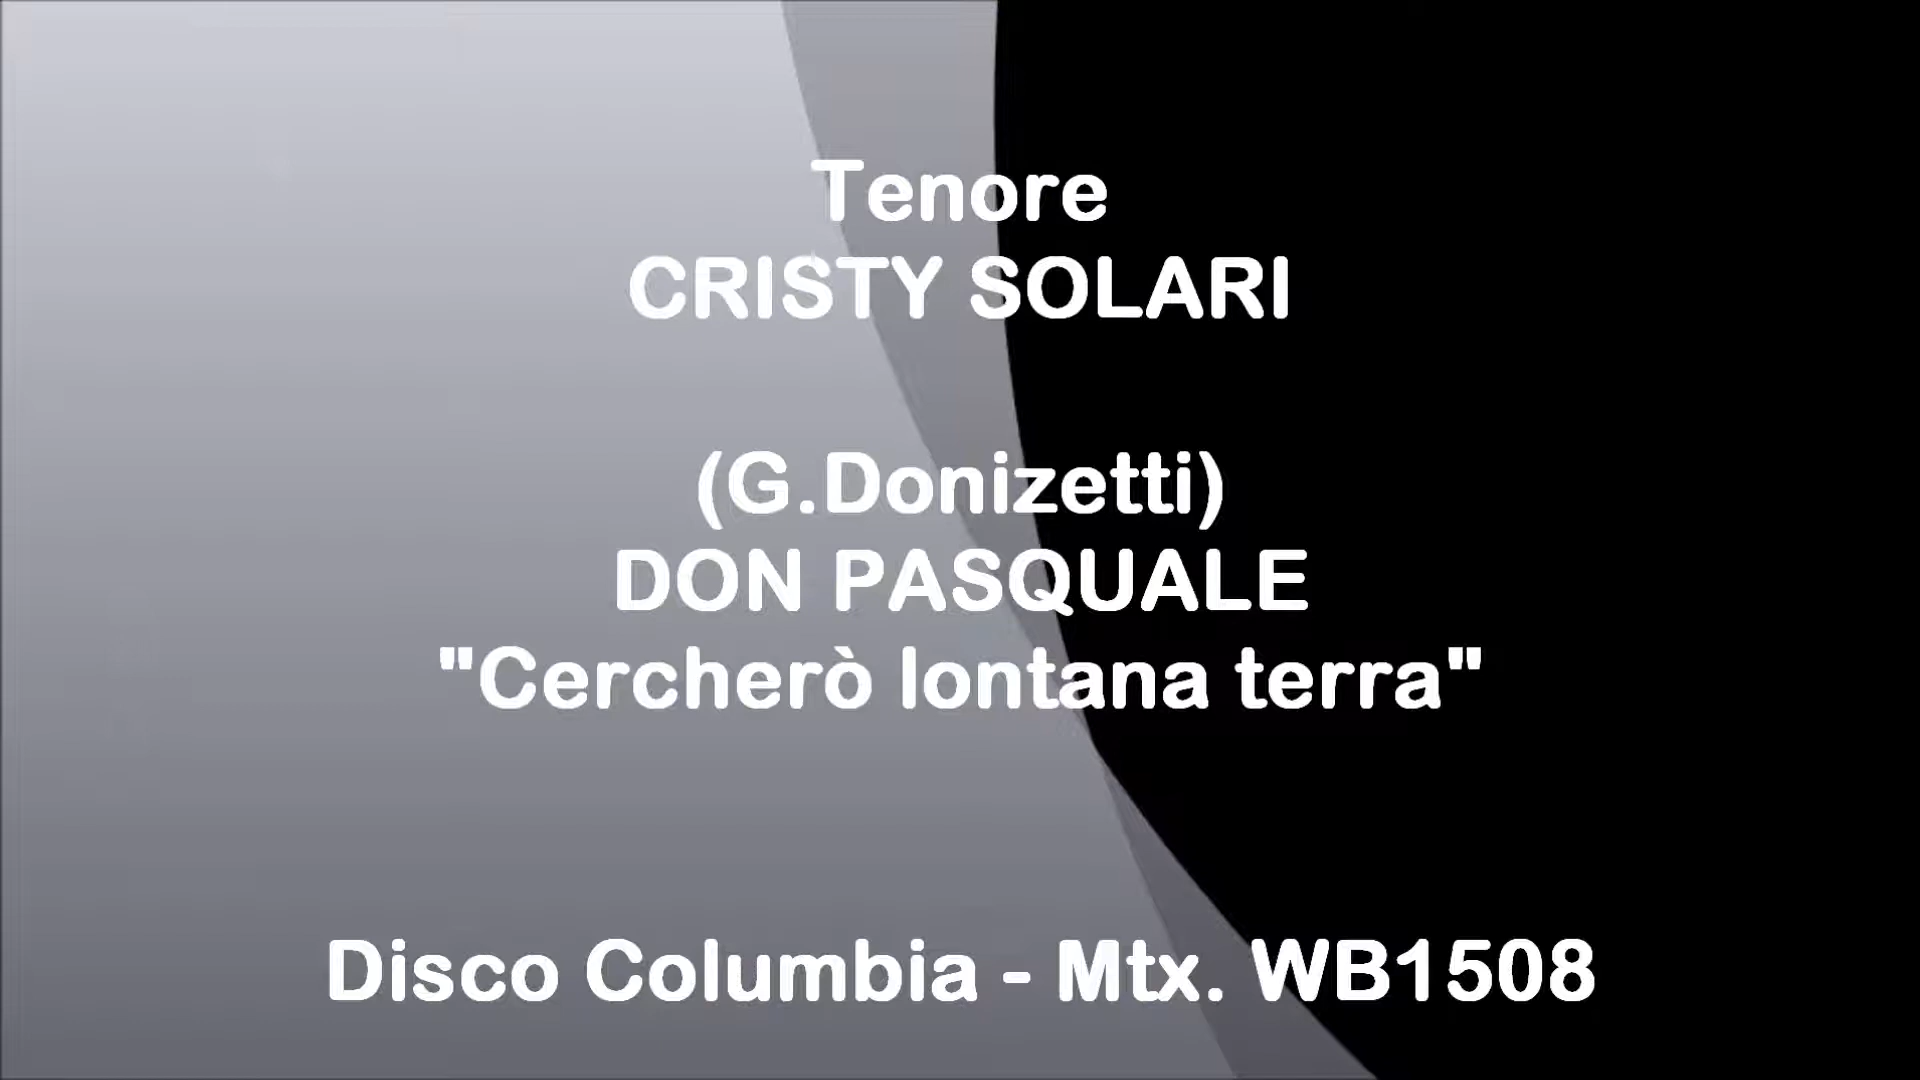 Tenore
CRISTY SOLARI
(G.Donizetti)
DON PASQUALE
"Cercherò lontana terra"
Disco Columbia - Mtx. WB1508